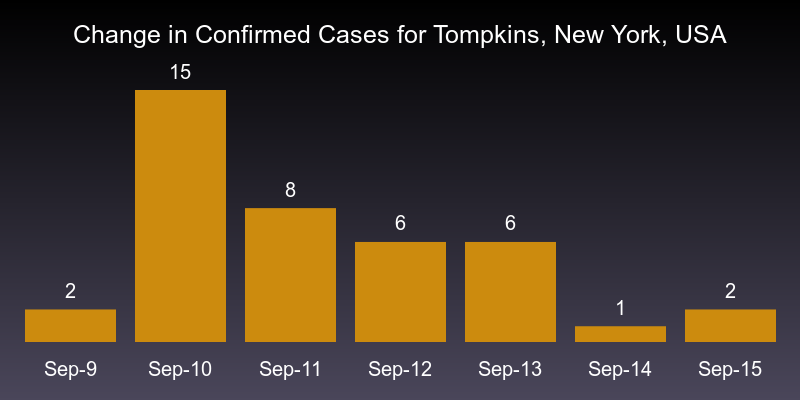 Change in Confirmed Cases for Tompkins, New York, USA
2 15 8 6 6 1 2
Sep-9 Sep-10 Sep-11 Sep-12 Sep-13 Sep-14 Sep-15